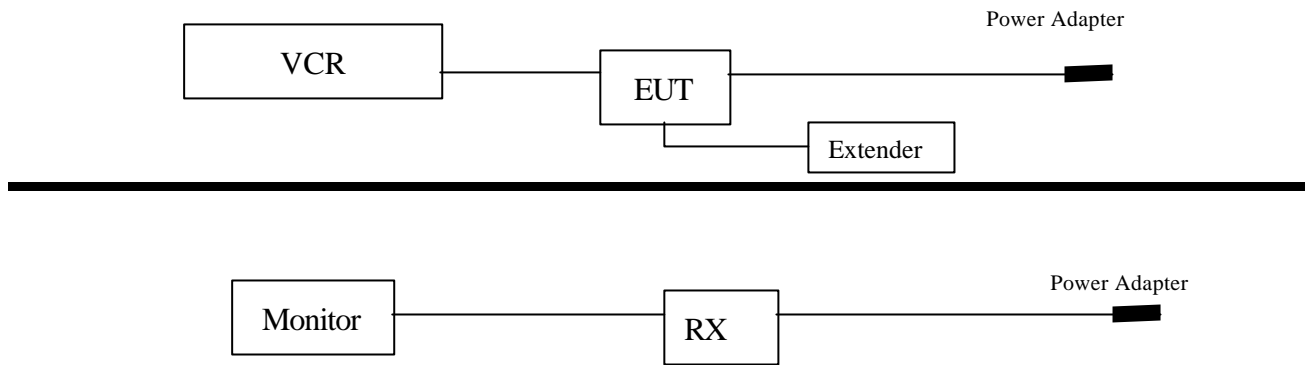 Power Adapter
VCR
EUT
Extender
Power Adapter
Monitor
RX